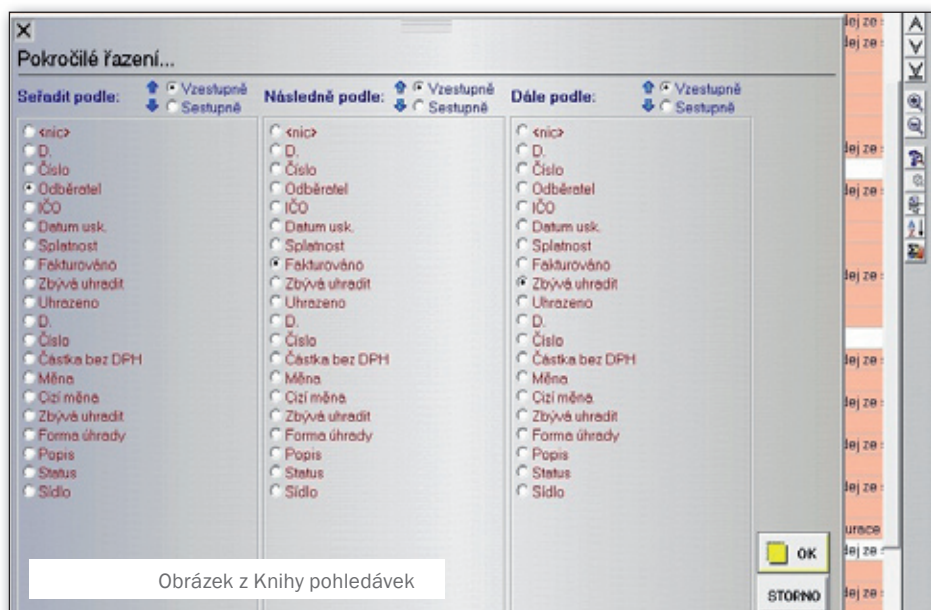 Pokročilé řazení...
Seřadit podle:
Vzestupně
Sestupně
<nic>
D.
Číslo
Odběratel
IČO
Datum usk.
Splatnost
Fakturováno
Zbývá uhradit
Uhrazeno
D.
Číslo
Částka bez DPH
Měna
Cizí měna
Zbývá uhradit
Forma úhrady
Popis
Status
Sídlo
Následně podle:
Vzestupně
Sestupně
<nic>
D.
Číslo
Odběratel
IČO
Datum usk.
Splatnost
Fakturováno
Zbývá uhradit
Uhrazeno
D.
Číslo
Částka bez DPH
Měna
Cizí měna
Zbývá uhradit
Forma úhrady
Popis
Status
Sídlo
Dále podle:
Vzestupně
Sestupně
<nic>
D.
Číslo
Odběratel
IČO
Datum usk.
Splatnost
Fakturováno
Zbývá uhradit
Uhrazeno
D.
Číslo
Částka bez DPH
Měna
Cizí měna
Zbývá uhradit
Forma úhrady
Popis
Status
Sídlo
OK
STORNO
Obrázek z Knihy pohledávek